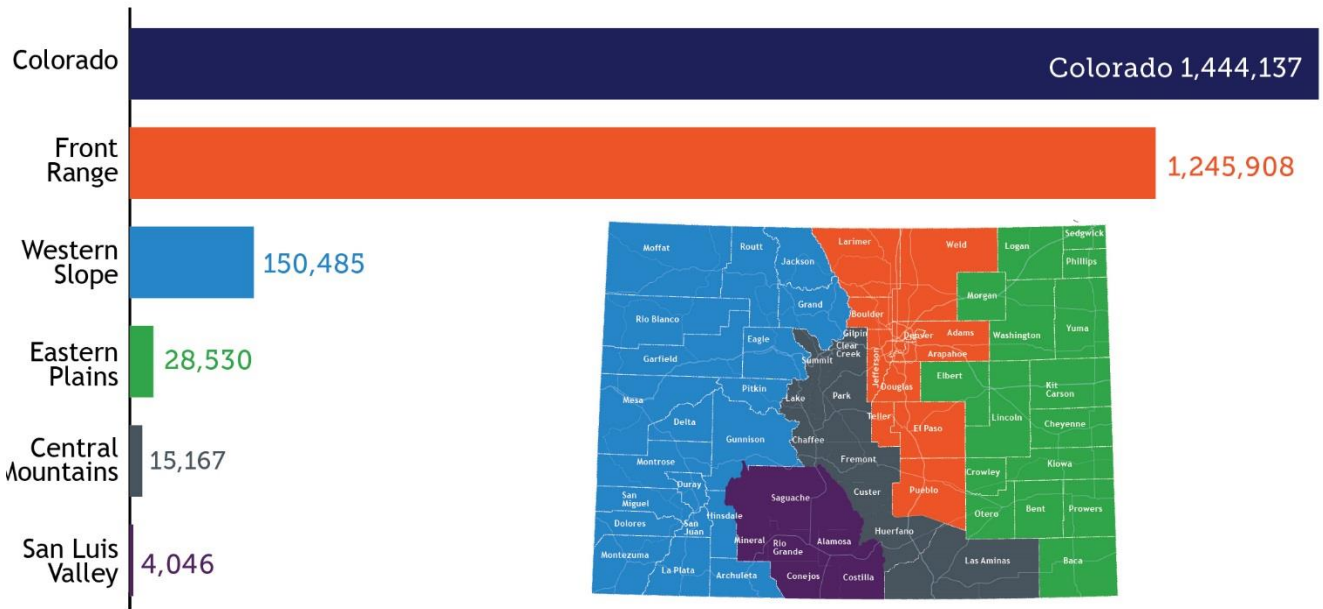 Colorado
Colorado 1,444,137
Front
Range
1,245,908
Western
Slope
150,485
Eastern
Plains
28,530
Central
Mountains
15,167
San Luis
Valley
4,046
Moffat
Routt
Jackson
Larimer
Weld
Logan
Sedgwick
Phillips
Grand
Morgan
Rio Blanco
Boulder
Gilpin
Denver
Adams
Washington
Yuma
Eagle
Clear
Creek
Garfield
Summit
Jefferson
Arapahoe
Elbert
Kit
Carson
Pitkin
Douglas
Mesa
Lake
Park
Delta
Teller
El Paso
Lincoln
Cheyenne
Gunnison
Chaffee
Fremont
Montrose
Crowley
Kiowa
Ouray
San
Miguel
Saguache
Custer
Pueblo
Otero
Bent
Prowers
Hinsdale
Dolores
San
Juan
Huerfano
Mineral
Rio
Grande
Alamosa
Montezuma
Las Aminas
Baca
La Plata
Archuleta
Conejos
Costilla